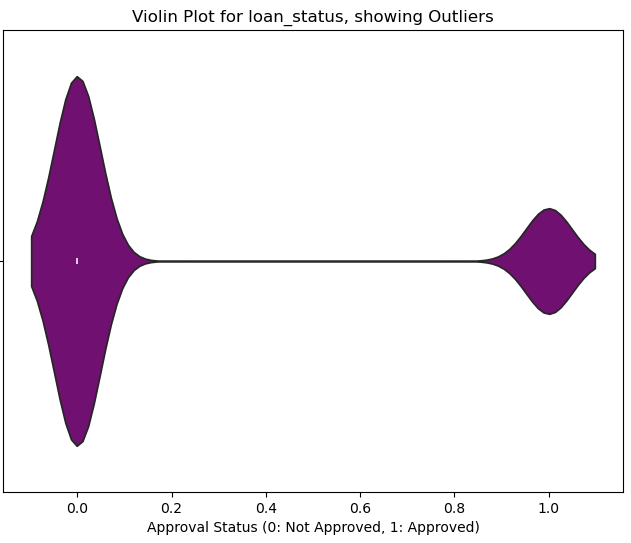 Violin Plot for loan_status, showing Outliers
0.0 0.2 0.4 0.6 0.8 1.0
Approval Status (0: Not Approved, 1: Approved)